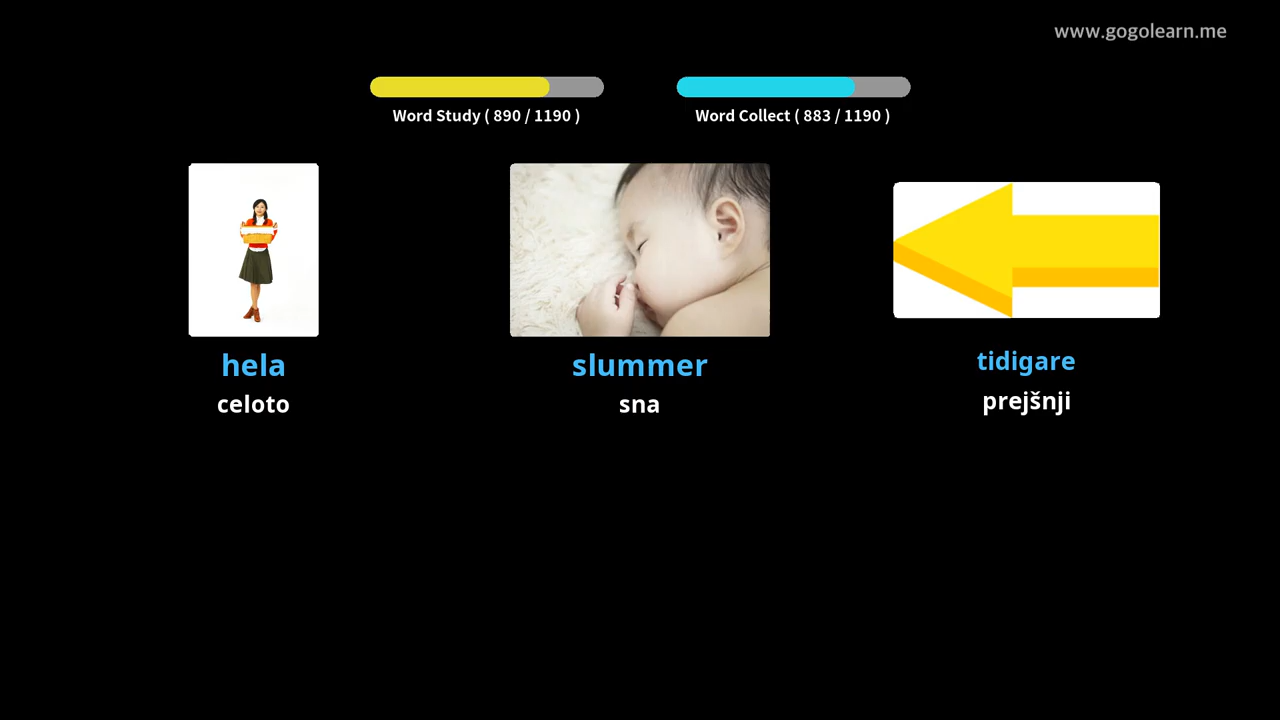 www.gogolearn.me
Word Study ( 890 / 1190 )
Word Collect ( 883 / 1190 )
hela
celoto
slummer
sna
tidigare
prejšnji